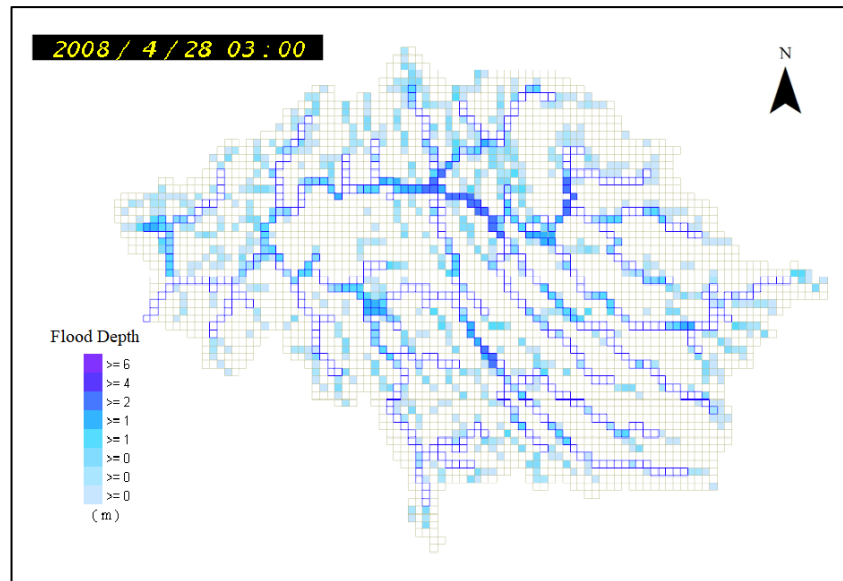 2008 / 4 / 28 03 : 00
N
Flood Depth
>= 6
>= 4
>= 2
>= 1
>= 1
>= 0
>= 0
>= 0
( m )